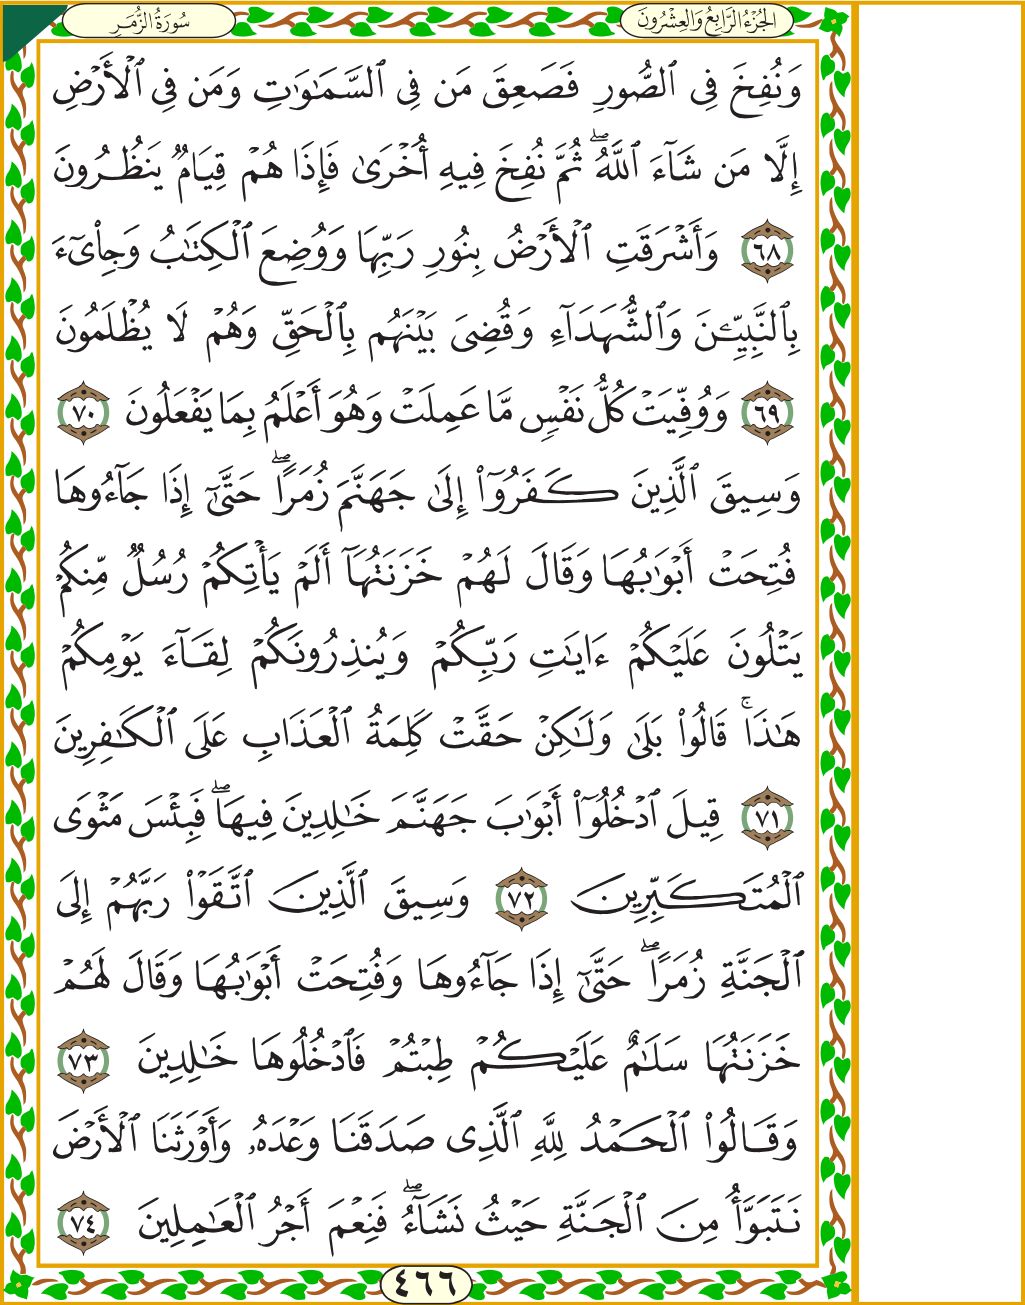 الجُزْءُ الرَّابِعُ وَالعِشْرُونَ
سُورَةُ الزُّمَرِ
وَنُفِخَ فِي ٱلصُّورِ فَصَعِقَ مَن فِي ٱلسَّمَٰوَٰتِ وَمَن فِي ٱلۡأَرۡضِ
إِلَّا مَن شَآءَ ٱللَّهُۖ ثُمَّ نُفِخَ فِيهِ أُخۡرَىٰ فَإِذَا هُمۡ قِيَامٞ يَنظُرُونَ
٦٨ وَأَشۡرَقَتِ ٱلۡأَرۡضُ بِنُورِ رَبِّهَا وَوُضِعَ ٱلۡكِتَٰبُ وَجِاْيٓءَ
بِٱلنَّبِيِّـۧنَ وَٱلشُّهَدَآءِ وَقُضِيَ بَيۡنَهُم بِٱلۡحَقِّ وَهُمۡ لَا يُظۡلَمُونَ
٦٩ وَوُفِّيَتۡ كُلُّ نَفۡسٖ مَّا عَمِلَتۡ وَهُوَ أَعۡلَمُ بِمَا يَفۡعَلُونَ ٧٠
وَسِيقَ ٱلَّذِينَ كَفَرُوٓاْ إِلَىٰ جَهَنَّمَ زُمَرًاۖ حَتَّىٰٓ إِذَا جَآءُوهَا
فُتِحَتۡ أَبۡوَٰبُهَا وَقَالَ لَهُمۡ خَزَنَتُهَآ أَلَمۡ يَأۡتِكُمۡ رُسُلٞ مِّنكُمۡ
يَتۡلُونَ عَلَيۡكُمۡ ءَايَٰتِ رَبِّكُمۡ وَيُنذِرُونَكُمۡ لِقَآءَ يَوۡمِكُمۡ
هَٰذَاۚ قَالُواْ بَلَىٰ وَلَٰكِنۡ حَقَّتۡ كَلِمَةُ ٱلۡعَذَابِ عَلَى ٱلۡكَٰفِرِينَ
٧١ قِيلَ ٱدۡخُلُوٓاْ أَبۡوَٰبَ جَهَنَّمَ خَٰلِدِينَ فِيهَاۖ فَبِئۡسَ مَثۡوَى
ٱلۡمُتَكَبِّرِينَ ٧٢ وَسِيقَ ٱلَّذِينَ ٱتَّقَوۡاْ رَبَّهُمۡ إِلَى
ٱلۡجَنَّةِ زُمَرًاۖ حَتَّىٰٓ إِذَا جَآءُوهَا وَفُتِحَتۡ أَبۡوَٰبُهَا وَقَالَ لَهُمۡ
خَزَنَتُهَا سَلَٰمٌ عَلَيۡكُمۡ طِبۡتُمۡ فَٱدۡخُلُوهَا خَٰلِدِينَ ٧٣
وَقَالُواْ ٱلۡحَمۡدُ لِلَّهِ ٱلَّذِي صَدَقَنَا وَعۡدَهُۥ وَأَوۡرَثَنَا ٱلۡأَرۡضَ
نَتَبَوَّأُ مِنَ ٱلۡجَنَّةِ حَيۡثُ نَشَآءُۖ فَنِعۡمَ أَجۡرُ ٱلۡعَٰمِلِينَ ٧٤
٤٦٦